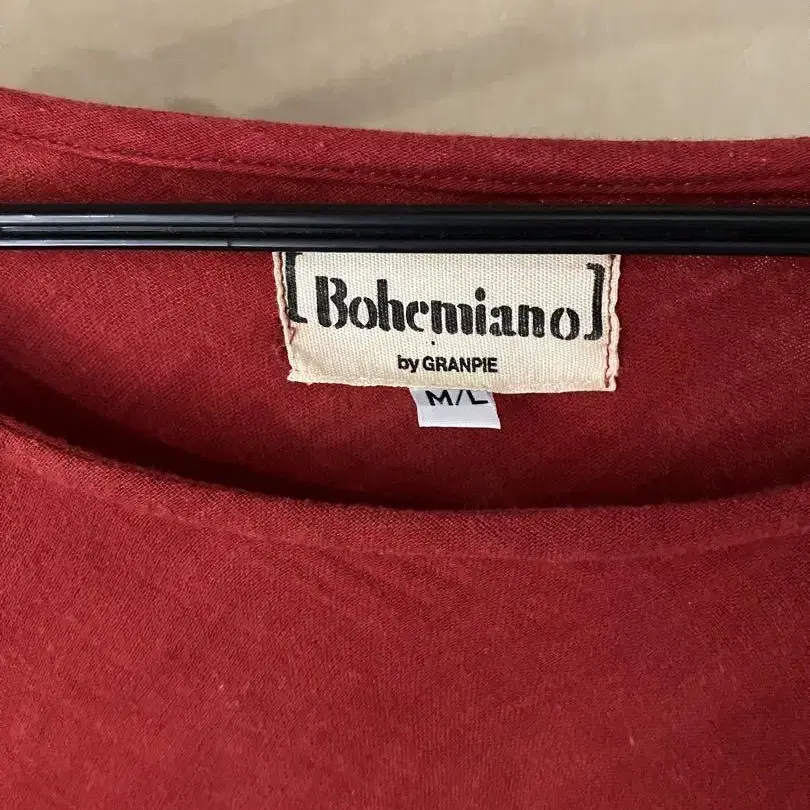 [Bohemiano]
by GRANPIE
M/L